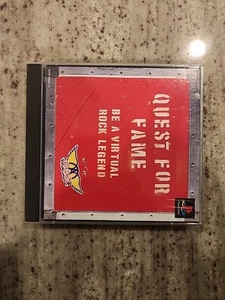 QUEST FOR
FAME
BE A VIRTUAL
ROCK LEGEND